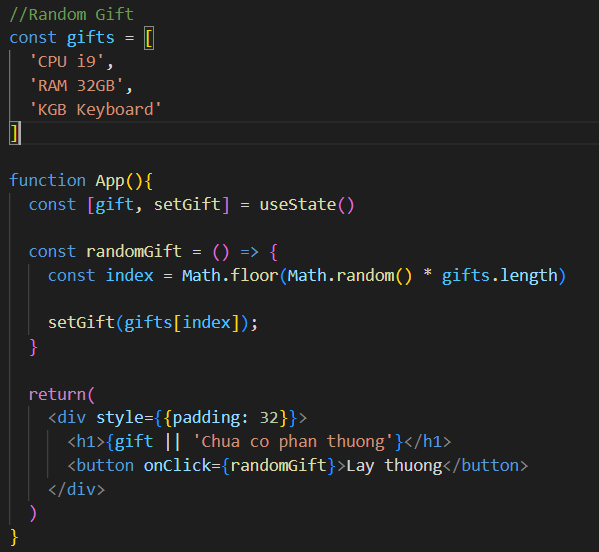 //Random Gift
const gifts = [
  'CPU i9',
  'RAM 32GB',
  'KGB Keyboard'
]
function App(){
  const [gift, setGift] = useState()
  const randomGift = () => {
    const index = Math.floor(Math.random() * gifts.length)
    setGift(gifts[index]);
  }
  return(
    <div style={{padding: 32}}>
      <h1>{gift || 'Chua co phan thuong'}</h1>
      <button onClick={randomGift}>Lay thuong</button>
    </div>
  )
}